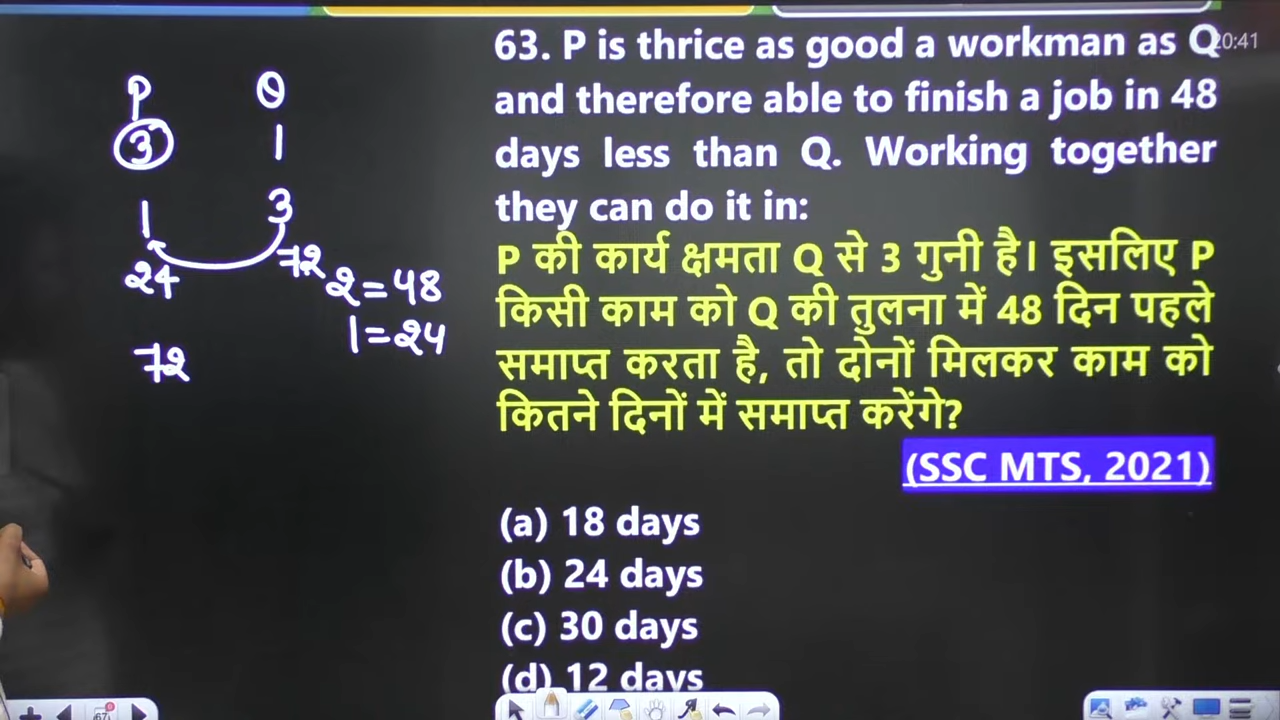 63. P is thrice as good a workman as Q
20:41
and therefore able to finish a job in 48
days less than Q. Working together
they can do it in:
P की कार्य क्षमता Q से 3 गुनी है। इसलिए P
किसी काम को Q की तुलना में 48 दिन पहले
समाप्त करता है, तो दोनों मिलकर काम को
कितने दिनों में समाप्त करेंगे?
(SSC MTS, 2021)
(a) 18 days
(b) 24 days
(c) 30 days
(d) 12 days
P Q
3 1
1 3
24 72
2=48
1=24
72
67